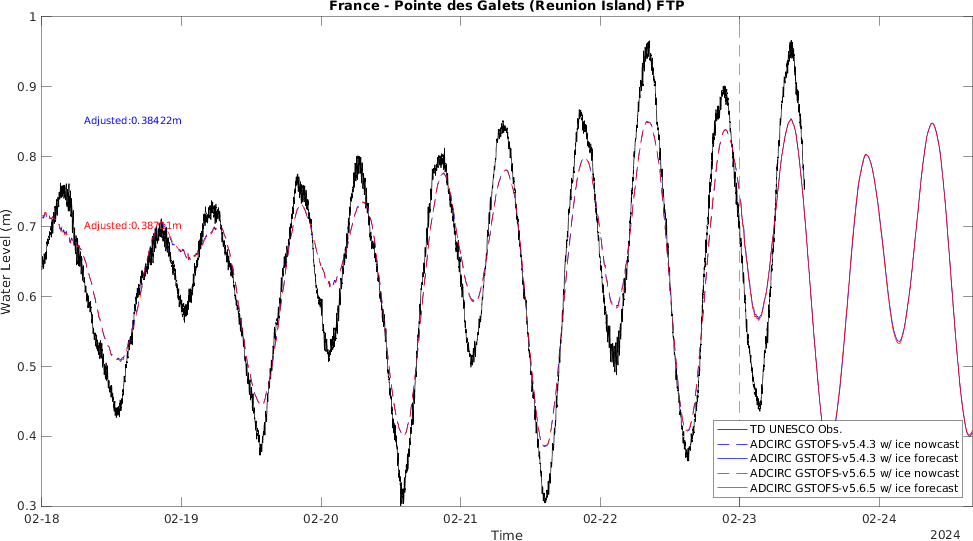 France - Pointe des Galets (Reunion Island) FTP
1
0.9
0.8
0.7
0.6
0.5
0.4
0.3
Water Level (m)
Adjusted:0.38422m
TD UNESCO Obs.
ADCIRC GSTOFS-v5.4.3 w/ ice nowcast
ADCIRC GSTOFS-v5.4.3 w/ ice forecast
ADCIRC GSTOFS-v5.6.5 w/ ice nowcast
ADCIRC GSTOFS-v5.6.5 w/ ice forecast
02-18
02-19
02-20
02-21
02-22
02-23
02-24
Time
2024